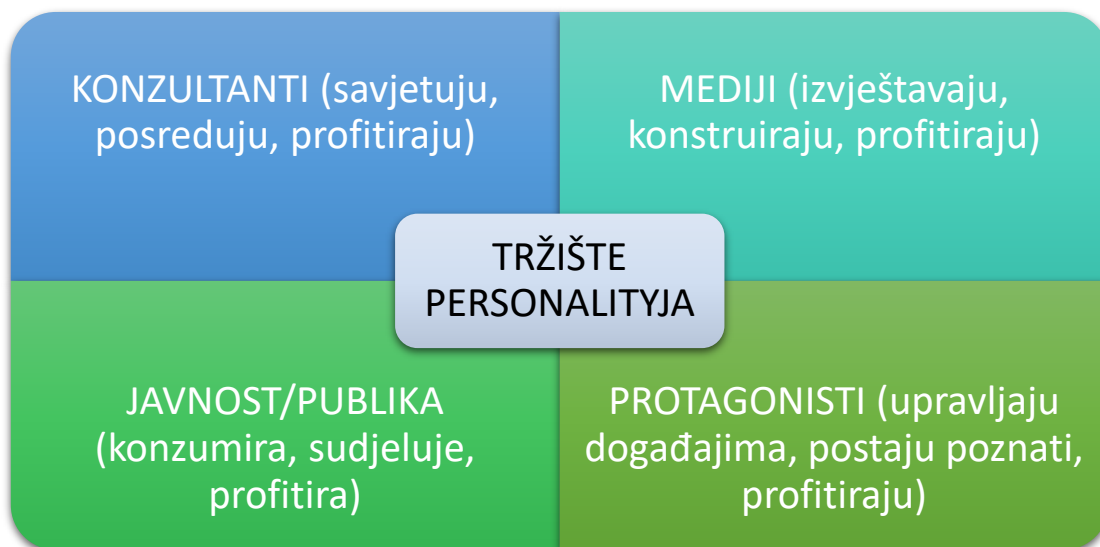 KONZULTANTI (savjetuju,
posreduju, profitiraju)
MEDIJI (izvještavaju,
konstruiraju, profitiraju)
TRŽIŠTE
PERSONALITYJA
JAVNOST/PUBLIKA
(konzumira, sudjeluje,
profitira)
PROTAGONISTI (upravljaju
događajima, postaju poznati,
profitiraju)